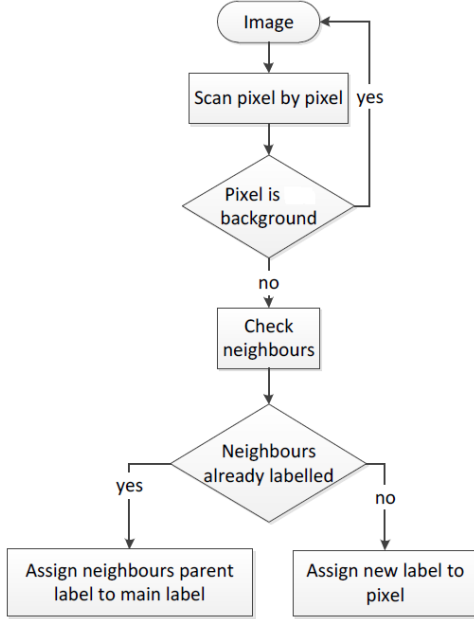 Image
yes
Scan pixel by pixel
Pixel is
background
no
Check
neighbours
Neighbours
already labelled
yes
no
Assign neighbours parent
label to main label
Assign new label to
pixel